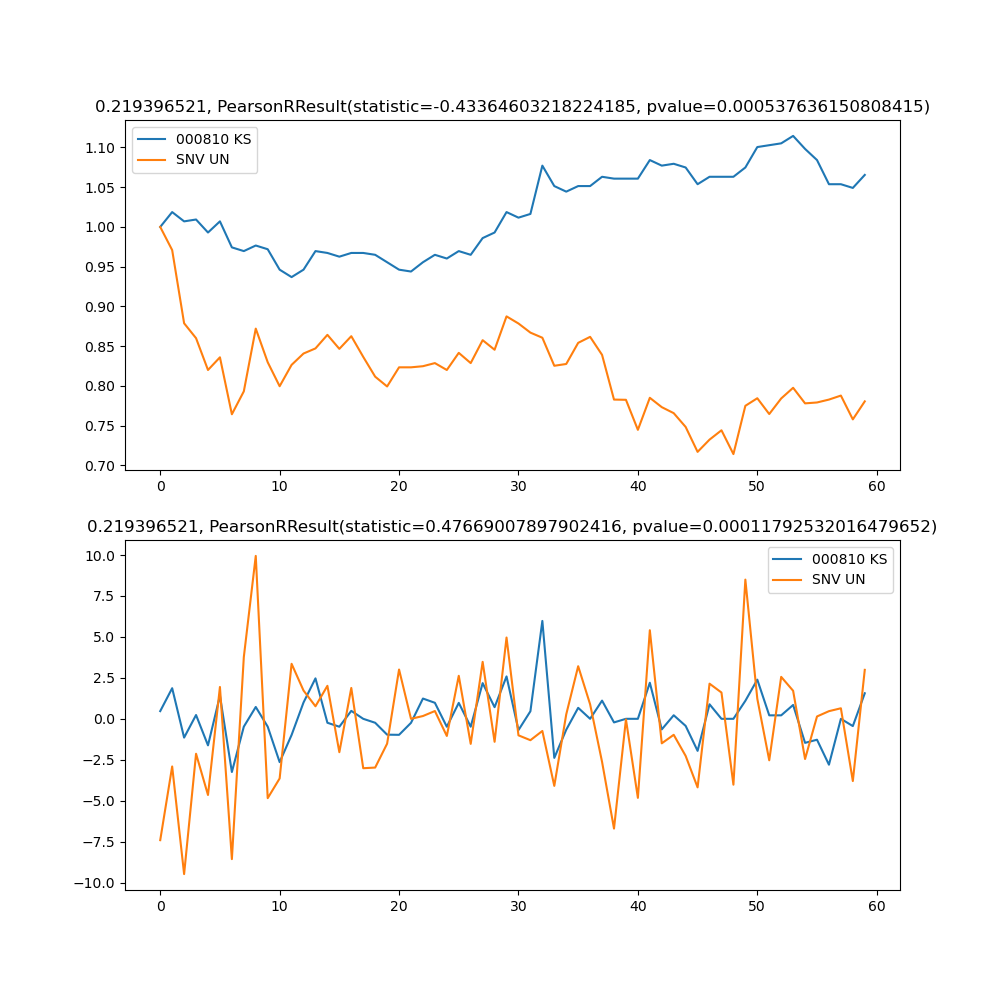 0.219396521, PearsonRResult(statistic=-0.43364603218224185, pvalue=0.000537636150808415)
000810 KS
SNV UN
1.10
1.05
1.00
0.95
0.90
0.85
0.80
0.75
0.70
0 10 20 30 40 50 60
0.219396521, PearsonRResult(statistic=0.47669007897902416, pvalue=0.00011792532016479652)
000810 KS
SNV UN
10.0
7.5
5.0
2.5
0.0
−2.5
−5.0
−7.5
−10.0
0 10 20 30 40 50 60